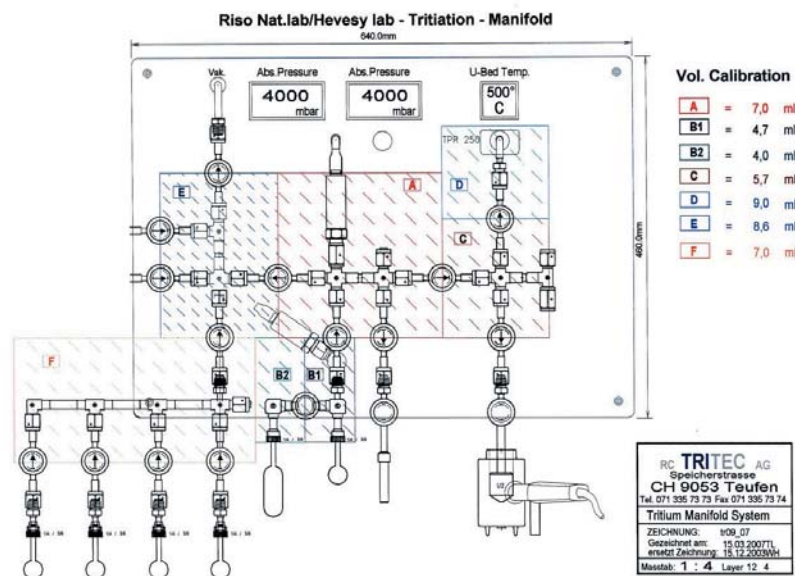 Riso Nat.lab/Hevesy lab - Tritiation - Manifold
640.0mm
Vak.
Abs.Pressure
4000
mbar
Abs.Pressure
4000
mbar
U-Bed Temp.
500°
C
460.0mm
TPR 250
E
A
D
C
F
B2
B1
Vol. Calibration
A = 7,0 ml
B1 = 4,7 ml
B2 = 4,0 ml
C = 5,7 ml
D = 9,0 ml
E = 8,6 ml
F = 7,0 ml
RC TRITEC AG
Speicherstrasse
CH 9053 Teufen
Tel. 071 335 73 73 Fax 071 335 73 74
Tritium Manifold System
ZEICHNUNG: tr09_07
Gezeichnet am: 15.03.2007TL
ersetzt Zeichnung: 15.12.2003WH
Masstab: 1 : 4 Layer 12 4